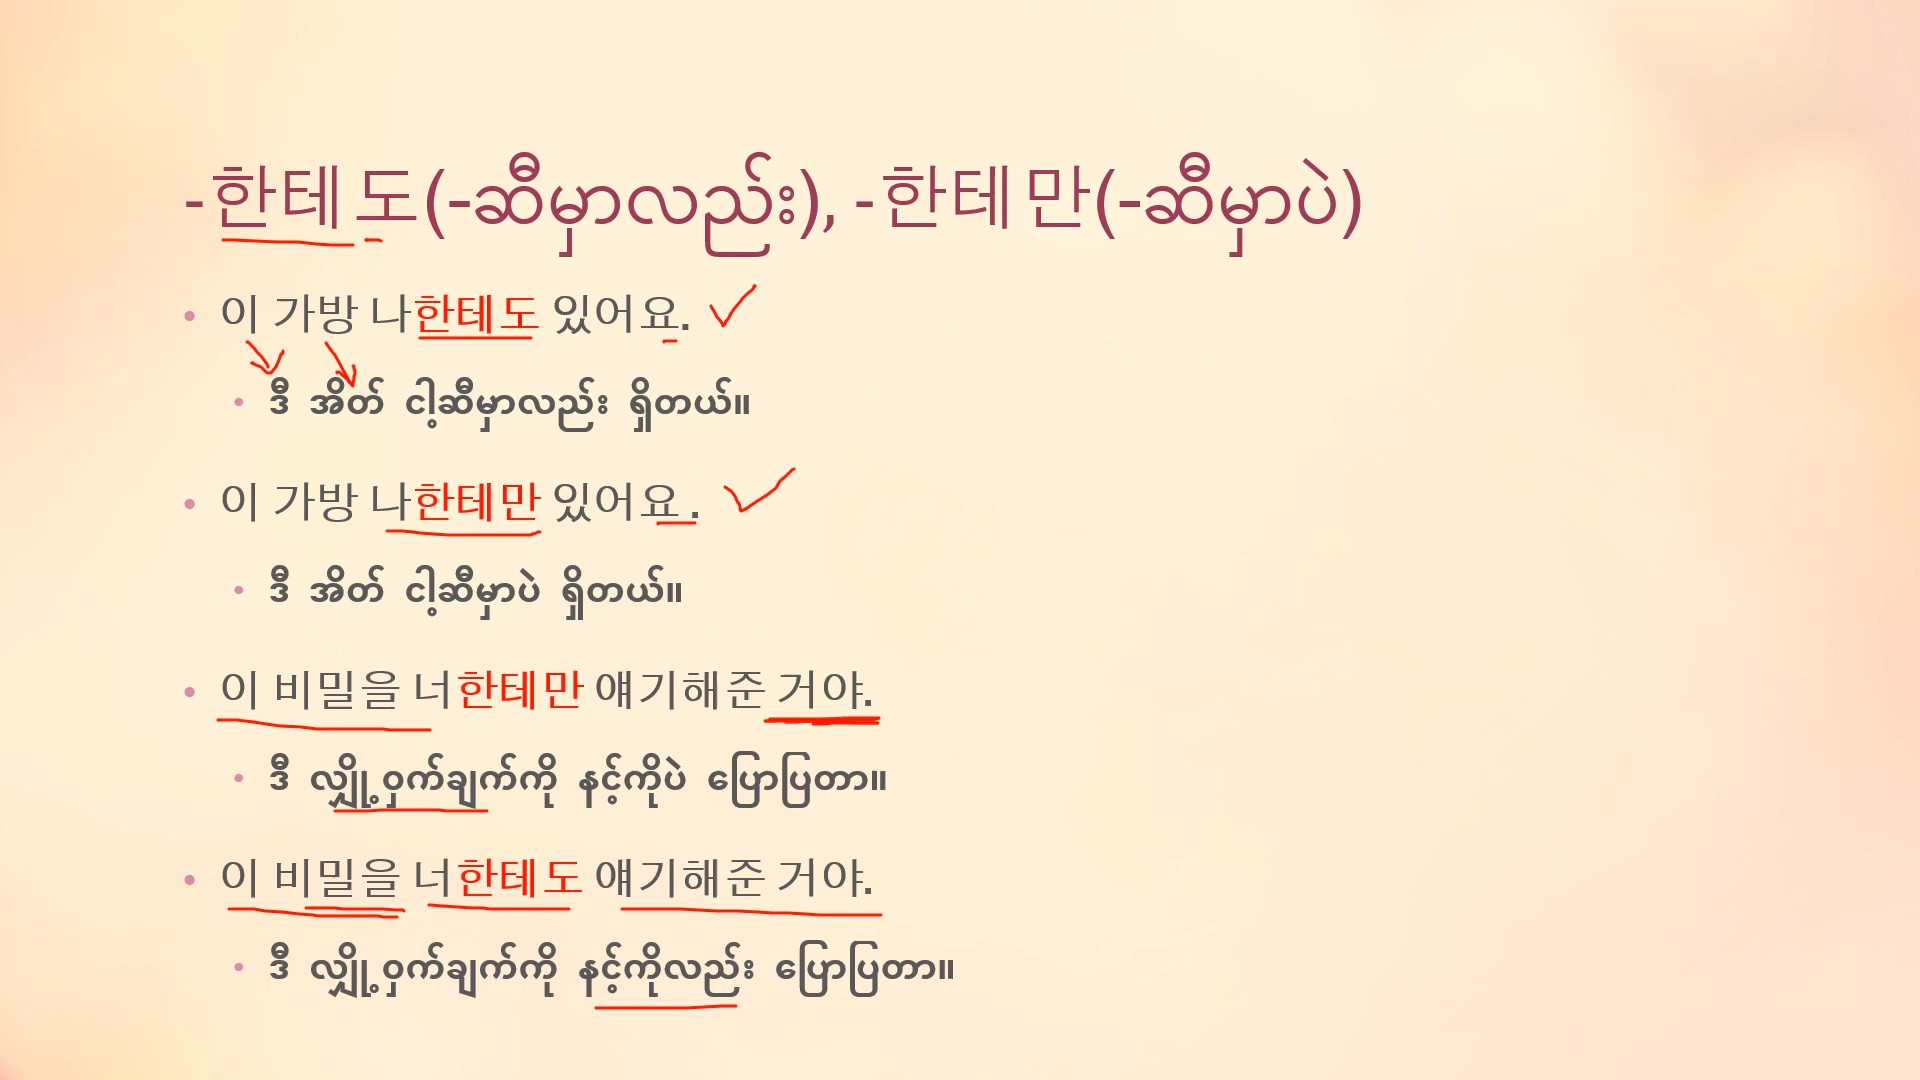 -한테도(-ဆီမှာလည်း), -한테만(-ဆီမှာပဲ)
• 이 가방 나한테도 있어요.
• ဒီ အိတ် ငါ့ဆီမှာလည်း ရှိတယ်။
• 이 가방 나한테만 있어요 .
• ဒီ အိတ် ငါ့ဆီမှာပဲ ရှိတယ်။
• 이 비밀을 너한테만 얘기해준 거야.
• ဒီ လျှို့ဝှက်ချက်ကို နင့်ကိုပဲ ပြောပြတာ။
• 이 비밀을 너한테도 얘기해준 거야.
• ဒီ လျှို့ဝှက်ချက်ကို နင့်ကိုလည်း ပြောပြတာ။